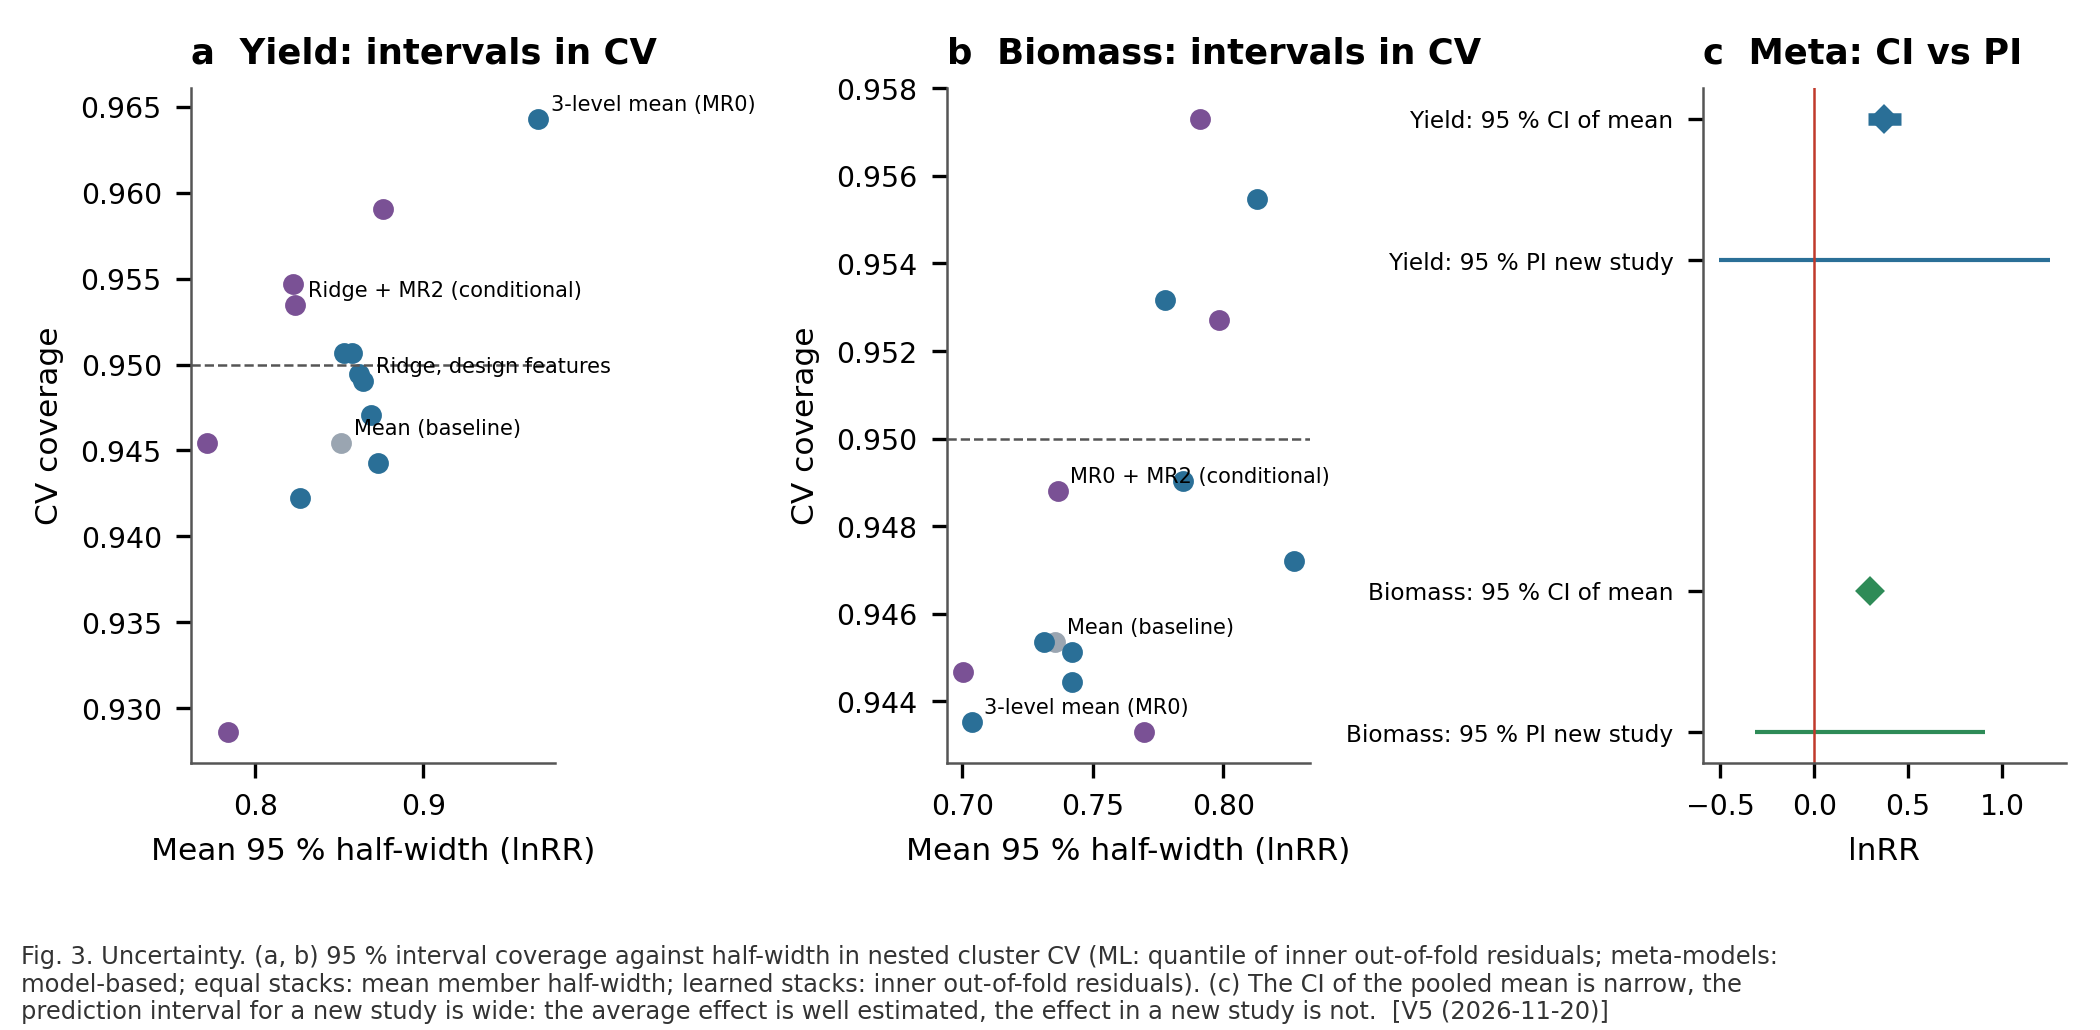 a  Yield: intervals in CV
0.965
0.960
0.955
0.950
0.945
0.940
0.935
0.930
CV coverage
3-level mean (MR0)
Ridge + MR2 (conditional)
Ridge, design features
Mean (baseline)
0.8
0.9
Mean 95 % half-width (lnRR)
b  Biomass: intervals in CV
0.958
0.956
0.954
0.952
0.950
0.948
0.946
0.944
CV coverage
MR0 + MR2 (conditional)
Mean (baseline)
3-level mean (MR0)
0.70
0.75
0.80
Mean 95 % half-width (lnRR)
c  Meta: CI vs PI
Yield: 95 % CI of mean
Yield: 95 % PI new study
Biomass: 95 % CI of mean
Biomass: 95 % PI new study
−0.5
0.0
0.5
1.0
lnRR
Fig. 3. Uncertainty. (a, b) 95 % interval coverage against half-width in nested cluster CV (ML: quantile of inner out-of-fold residuals; meta-models:
model-based; equal stacks: mean member half-width; learned stacks: inner out-of-fold residuals). (c) The CI of the pooled mean is narrow, the
prediction interval for a new study is wide: the average effect is well estimated, the effect in a new study is not.  [V5 (2026-11-20)]